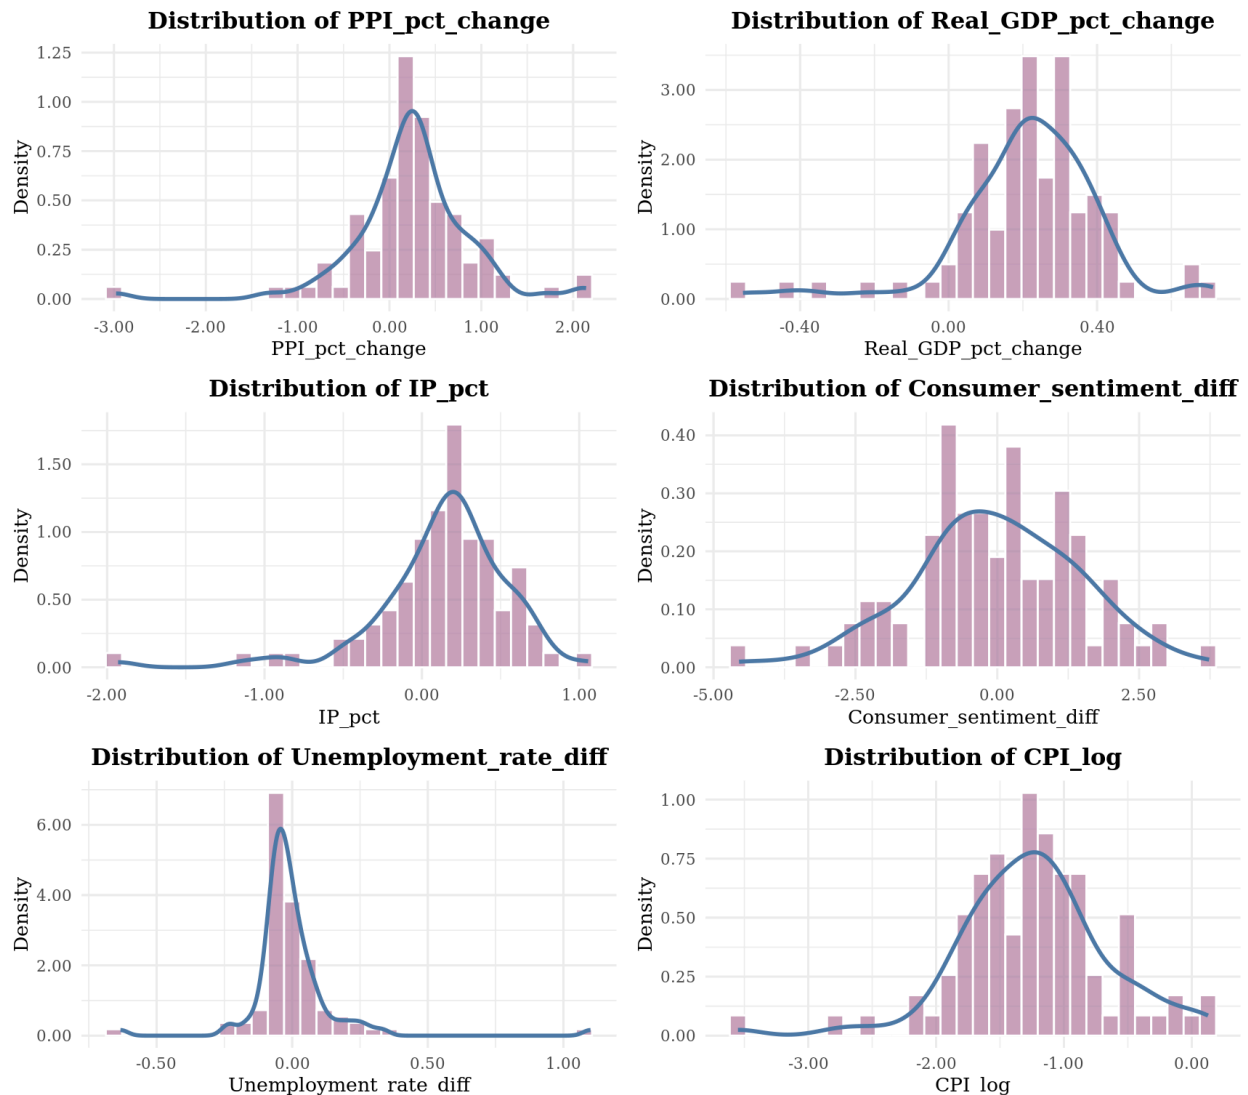 Distribution of PPI_pct_change
Density
1.25
1.00
0.75
0.50
0.25
0.00
-3.00 -2.00 -1.00 0.00 1.00 2.00
PPI_pct_change
Distribution of Real_GDP_pct_change
Density
3.00
2.00
1.00
0.00
-0.40 0.00 0.40
Real_GDP_pct_change
Distribution of IP_pct
Density
1.50
1.00
0.50
0.00
-2.00 -1.00 0.00 1.00
IP_pct
Distribution of Consumer_sentiment_diff
Density
0.40
0.30
0.20
0.10
0.00
-5.00 -2.50 0.00 2.50
Consumer_sentiment_diff
Distribution of Unemployment_rate_diff
Density
6.00
4.00
2.00
0.00
-0.50 0.00 0.50 1.00
Unemployment_rate_diff
Distribution of CPI_log
Density
1.00
0.75
0.50
0.25
0.00
-3.00 -2.00 -1.00 0.00
CPI_log